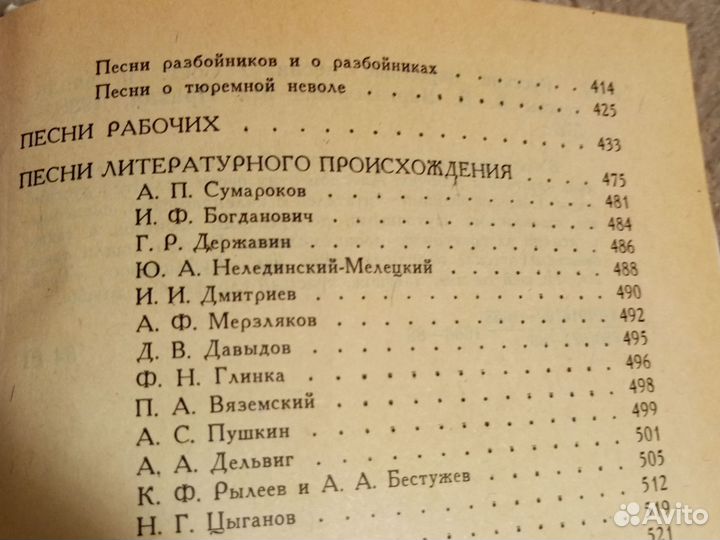 Песни разбойников и о разбойниках . . . . . 414
Песни о тюремной неволе . . . . . . . . 425
ПЕСНИ РАБОЧИХ . . . . . . . . . . . 433
ПЕСНИ ЛИТЕРАТУРНОГО ПРОИСХОЖДЕНИЯ . . . 475
А. П. Сумароков . . . . . . . . . . 481
И. Ф. Богданович . . . . . . . . . . 484
Г. Р. Державин . . . . . . . . . . 486
Ю. А. Нелединский-Мелецкий . . . . . . 488
И. И. Дмитриев . . . . . . . . . . 490
А. Ф. Мерзляков . . . . . . . . . . 492
Д. В. Давыдов . . . . . . . . . . 495
Ф. Н. Глинка . . . . . . . . . . 496
П. А. Вяземский . . . . . . . . . . 498
А. С. Пушкин . . . . . . . . . . 499
А. А. Дельвиг . . . . . . . . . . 501
К. Ф. Рылеев и А. А. Бестужев . . . . . 505
Н. Г. Цыганов . . . . . . . . . . 512
519
521
Avito